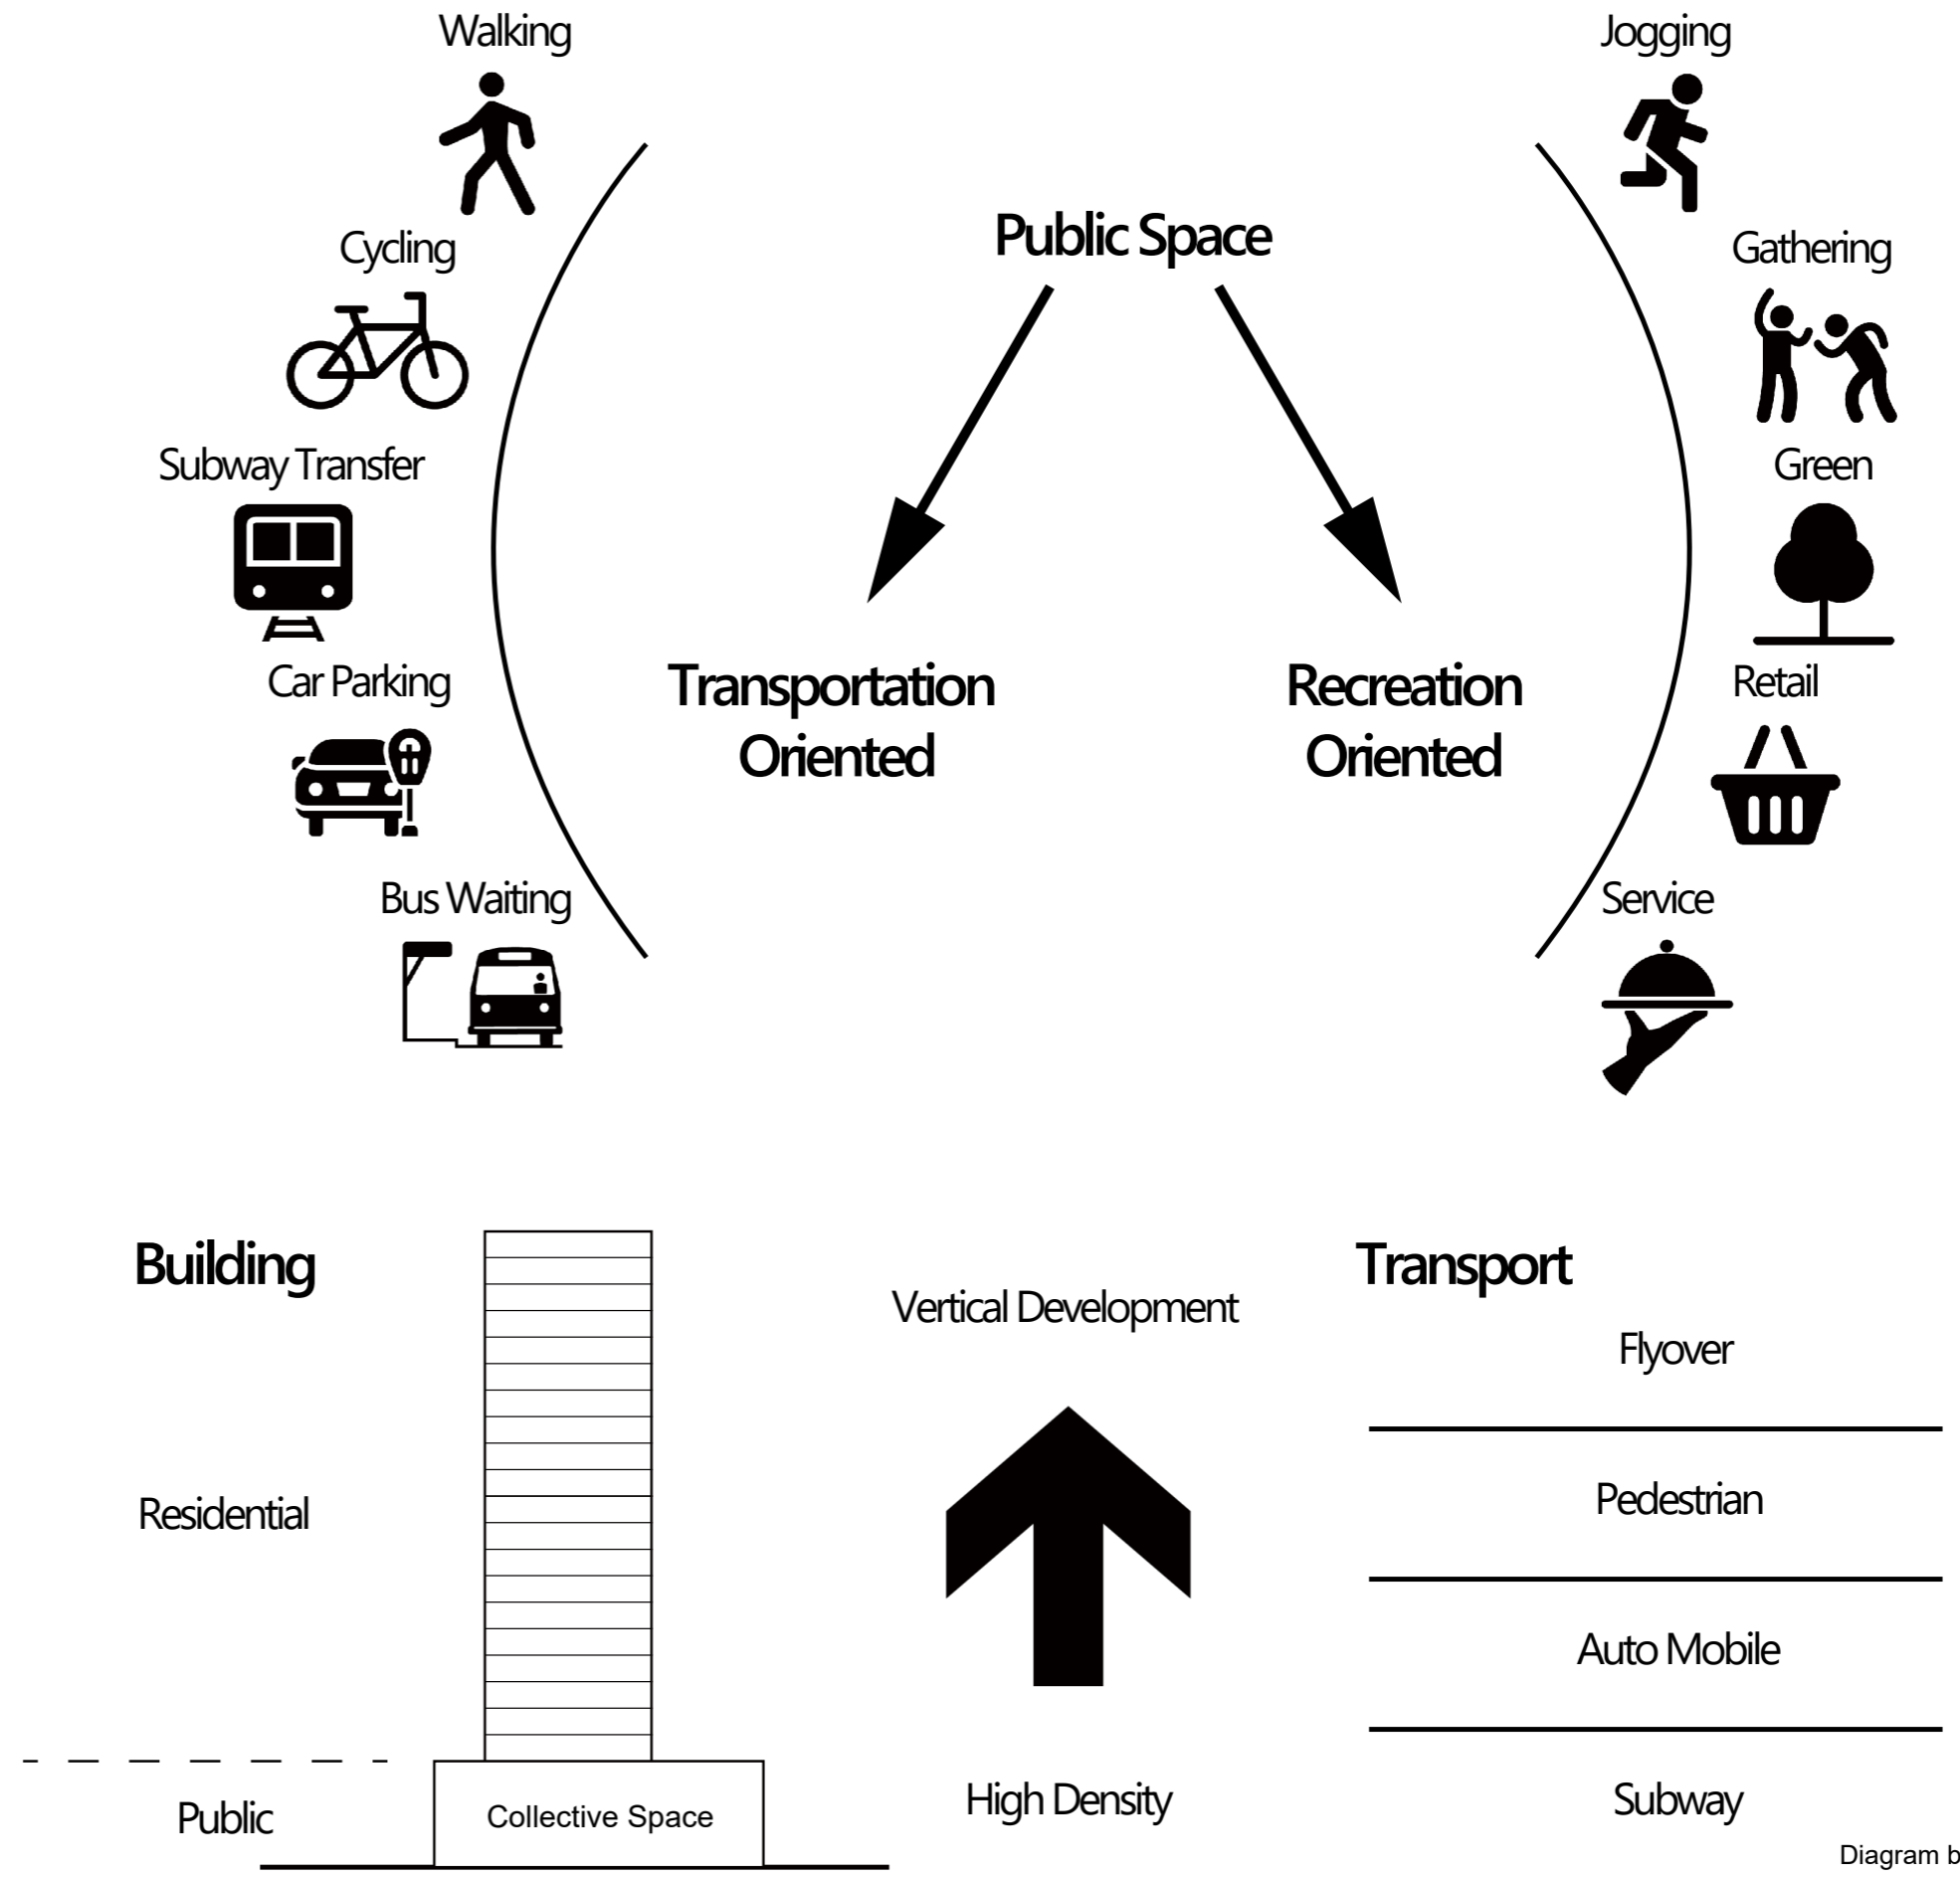 Walking
Jogging
Public Space
Cycling
Gathering
Subway Transfer
Green
Car Parking
Transportation
Oriented
Recreation
Oriented
Retail
Bus Waiting
Service
Building
Vertical Development
Transport
Flyover
Residential
Pedestrian
Auto Mobile
Public
Collective Space
High Density
Subway
Diagram b